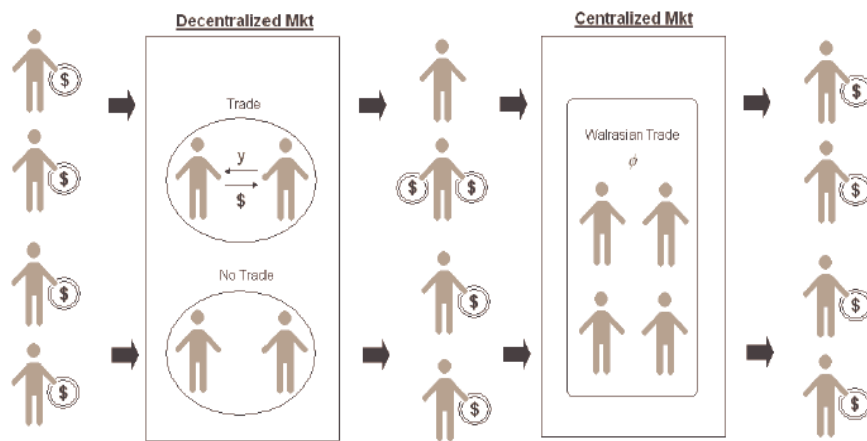 Decentralized Mkt
Centralized Mkt
$
$
$
$
Trade
y
$
No Trade
$
$
$
$
Walrasian Trade
ϕ
$
$
$
$